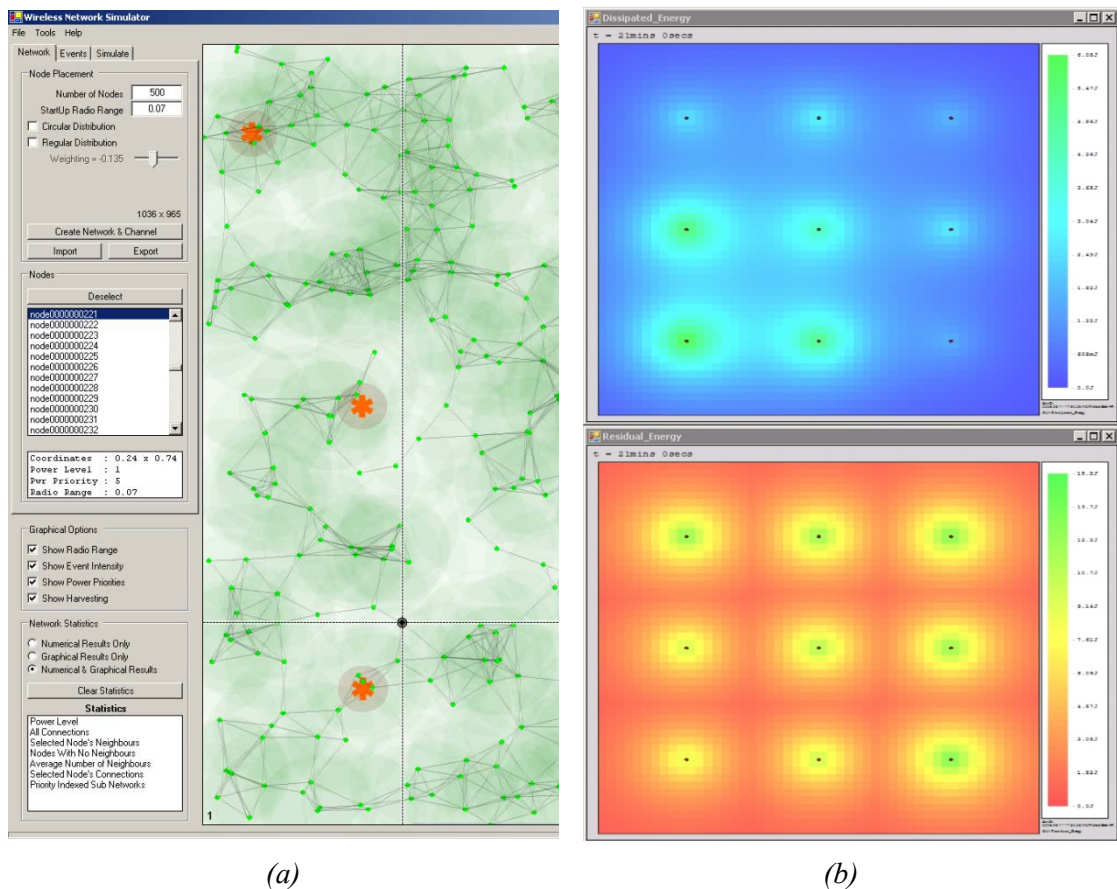 Wireless Network Simulator
File Tools Help
Network Events Simulate
Node Placement
Number of Nodes 500
StartUp Radio Range 0.07
Circular Distribution
Regular Distribution
Weighting = -0.135
1036 x 965
Create Network & Channel
Import Export
Nodes
Deselect
node0000000221
node0000000222
node0000000223
node0000000224
node0000000225
node0000000226
node0000000227
node0000000228
node0000000229
node0000000230
node0000000231
node0000000232
Coordinates : 0.24 x 0.74
Power Level : 1
Pwr Priority : 5
Radio Range : 0.07
Graphical Options
Show Radio Range
Show Event Intensity
Show Power Priorities
Show Harvesting
Network Statistics
Numerical Results Only
Graphical Results Only
Numerical & Graphical Results
Clear Statistics
Statistics
Power Level
All Connections
Selected Node's Neighbours
Nodes With No Neighbours
Average Number of Neighbours
Selected Node's Connections
Priority Indexed Sub Networks
1
(a)
Dissipated_Energy
t = 21mins 0secs
Residual_Energy
t = 21mins 0secs
(b)